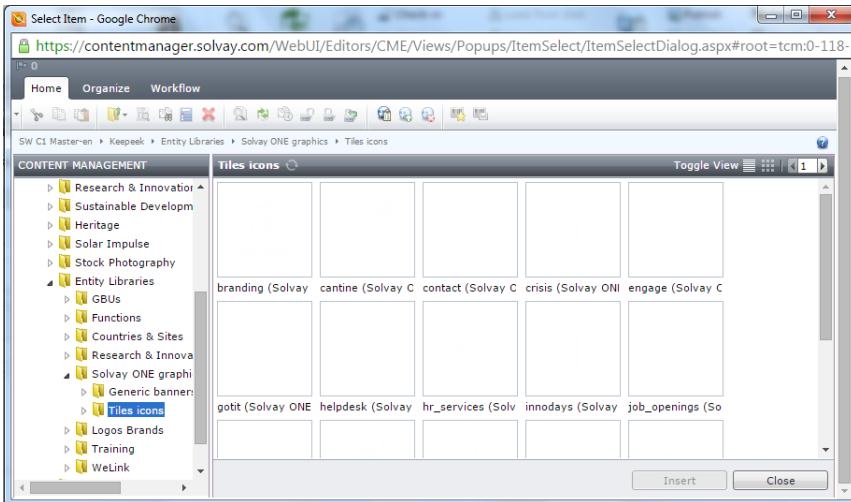 Select Item - Google Chrome
https://contentmanager.solvay.com/WebUI/Editors/CME/Views/Popups/ItemSelect/ItemSelectDialog.aspx#root=tcm:0-118-
0
Home Organize Workflow
SW C1 Master-en Keepeek Entity Libraries Solvay ONE graphics Tiles icons
CONTENT MANAGEMENT
Tiles icons
Toggle View
1
Research & Innovation
Sustainable Developm
Heritage
Solar Impulse
Stock Photography
Entity Libraries
GBUs
Functions
Countries & Sites
Research & Innova
Solvay ONE graphi
Generic banners
Tiles icons
Logos Brands
Training
WeLink
branding (Solvay cantine (Solvay O contact (Solvay O crisis (Solvay ONI engage (Solvay O
gotit (Solvay ONE helpdesk (Solvay hr_services (Solv innodays (Solvay job_openings (So
Insert Close